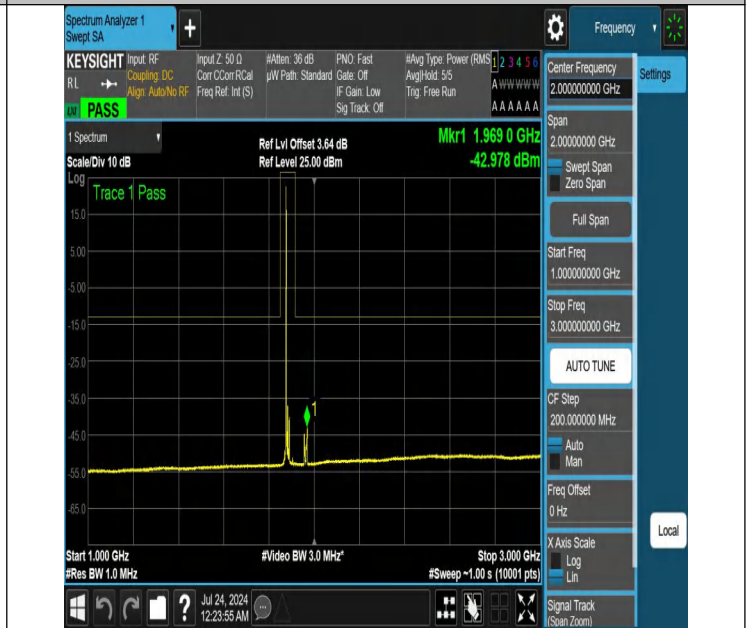 Spectrum Analyzer 1
Swept SA
+
Frequency
KEYSIGHT
RL
PASS
Input: RF
Coupling: DC
Align: Auto/No RF
Input Z: 50 Ω
Corr CCorr RCal
Freq Ref: Int (S)
#Atten: 36 dB
µW Path: Standard
PNO: Fast
Gate: Off
IF Gain: Low
Sig Track: Off
#Avg Type: Power (RMS
Avg|Hold: 5/5
Trig: Free Run
1 2 3 4 5 6
A W W W W W
A A A A A A
Center Frequency
2.000000000 GHz
Settings
1 Spectrum
Scale/Div 10 dB
Ref Lvl Offset 3.64 dB
Ref Level 25.00 dBm
Mkr1 1.969 0 GHz
-42.978 dBm
Span
2.00000000 GHz
Swept Span
Zero Span
Full Span
Start Freq
1.000000000 GHz
Stop Freq
3.000000000 GHz
AUTO TUNE
CF Step
200.000000 MHz
Auto
Man
Freq Offset
0 Hz
X Axis Scale
Log
Lin
Signal Track
(Span Zoom)
Local
Log
Trace 1 Pass
15.0
5.00
-5.00
-15.0
-25.0
-35.0
-45.0
-55.0
-65.0
1
Start 1.000 GHz
#Res BW 1.0 MHz
#Video BW 3.0 MHz*
Stop 3.000 GHz
#Sweep ~1.00 s (10001 pts)
?
Jul 24, 2024
12:23:55 AM